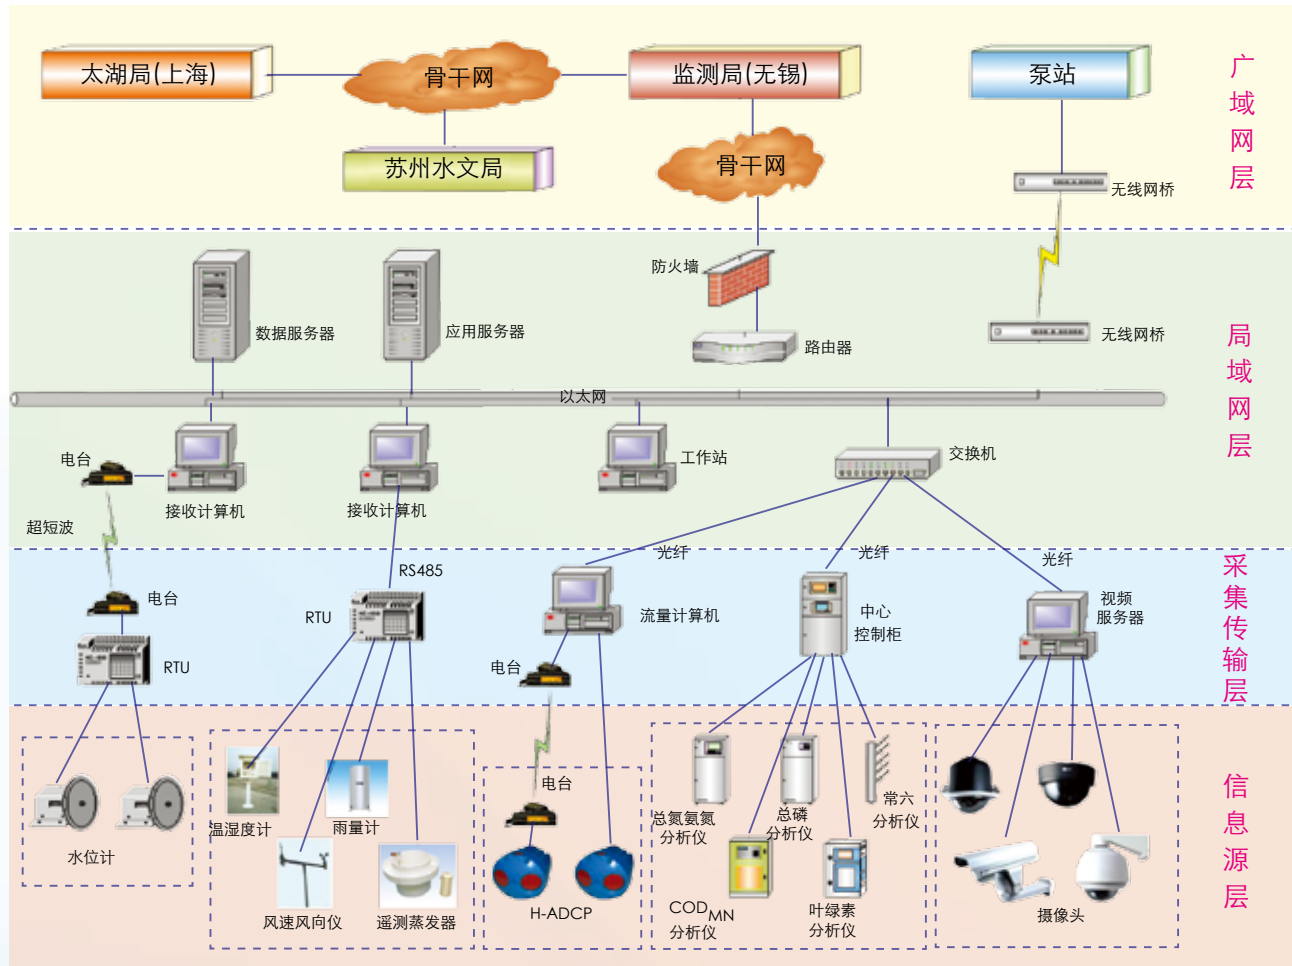 太湖局(上海)
骨干网
监测局(无锡)
泵站
苏州水文局
骨干网
无线网桥
广域网层
防火墙
数据服务器
应用服务器
路由器
无线网桥
以太网
局域网层
电台
接收计算机
接收计算机
工作站
交换机
超短波
光纤
光纤
光纤
RS485
电台
RTU
RTU
流量计算机
中心
控制柜
视频
服务器
电台
采集传输层
水位计
温湿度计
雨量计
风速风向仪
遥测蒸发器
电台
H-ADCP
总氮氨氮
分析仪
总磷
分析仪
常六
分析仪
CODMN
分析仪
叶绿素
分析仪
摄像头
信息源层